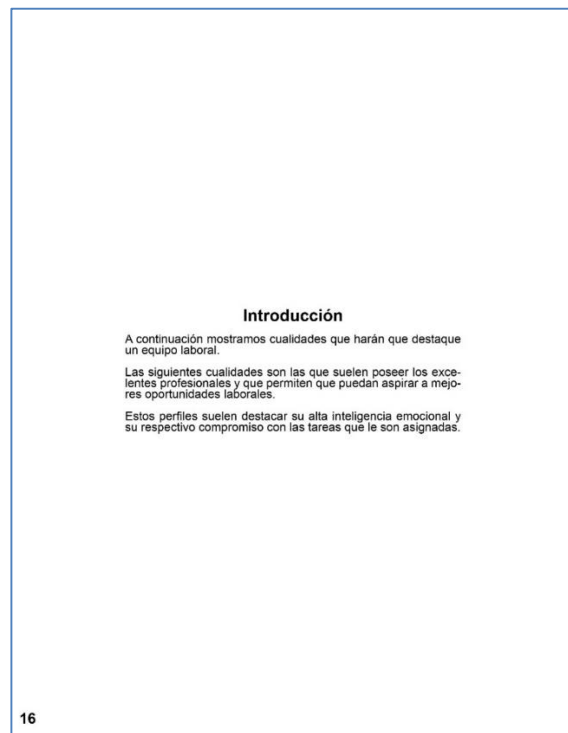 Introducción
A continuación mostramos cualidades que harán que destaque
un equipo laboral.
Las siguientes cualidades son las que suelen poseer los exce-
lentes profesionales y que permiten que puedan aspirar a mejo-
res oportunidades laborales.
Estos perfiles suelen destacar su alta inteligencia emocional y
su respectivo compromiso con las tareas que le son asignadas.
16